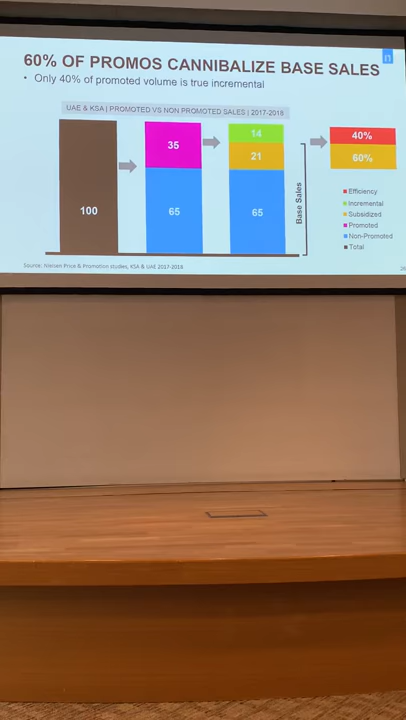 n
60% OF PROMOS CANNIBALIZE BASE SALES
• Only 40% of promoted volume is true incremental
UAE & KSA | PROMOTED VS NON PROMOTED SALES | 2017-2018
100
35
65
14
21
65
Base Sales
40%
60%
Efficiency
Incremental
Subsidized
Promoted
Non-Promoted
Total
Source: Nielsen Price & Promotion studies, KSA & UAE 2017-2018